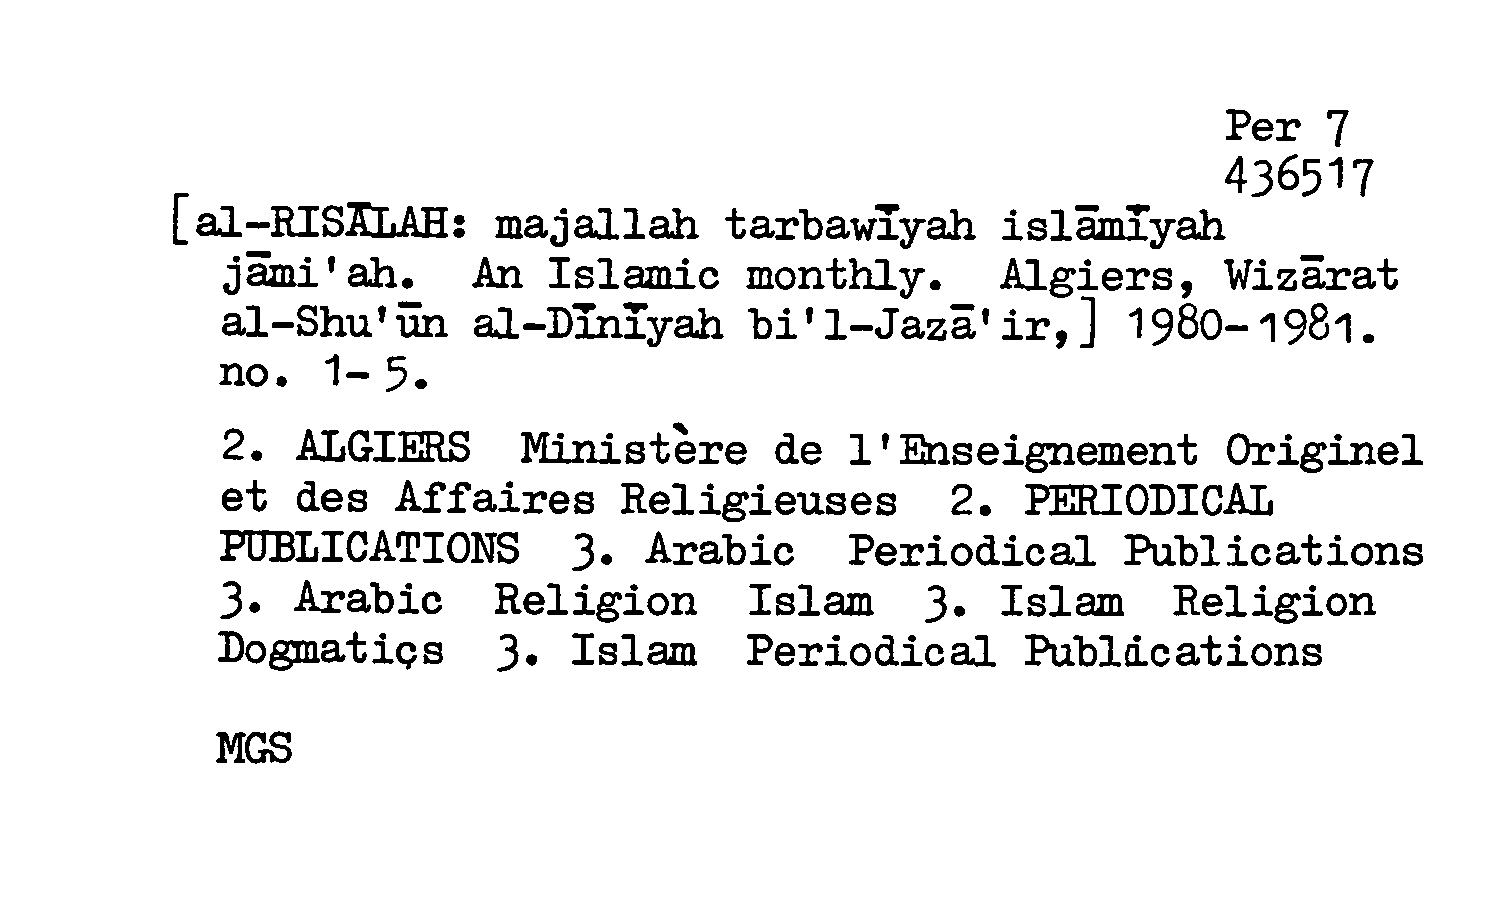 Per 7
436517
[al-RISĀLAH: majallah tarbawīyah islāmīyah
jāmi'ah. An Islamic monthly. Algiers, Wizārat
al-Shu'ūn al-Dīnīyah bi'l-Jazā'ir,] 1980-1981.
no. 1-5.
2. ALGIERS Ministère de l'Enseignement Originel
et des Affaires Religieuses 2. PERIODICAL
PUBLICATIONS 3. Arabic Periodical Publications
3. Arabic Religion Islam 3. Islam Religion
Dogmatics 3. Islam Periodical Publications
MGS